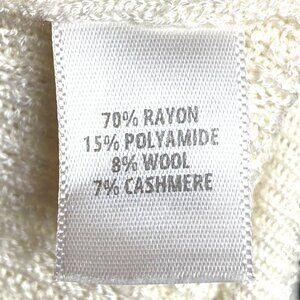 70% RAYON
15% POLYAMIDE
8% WOOL
7% CASHMERE